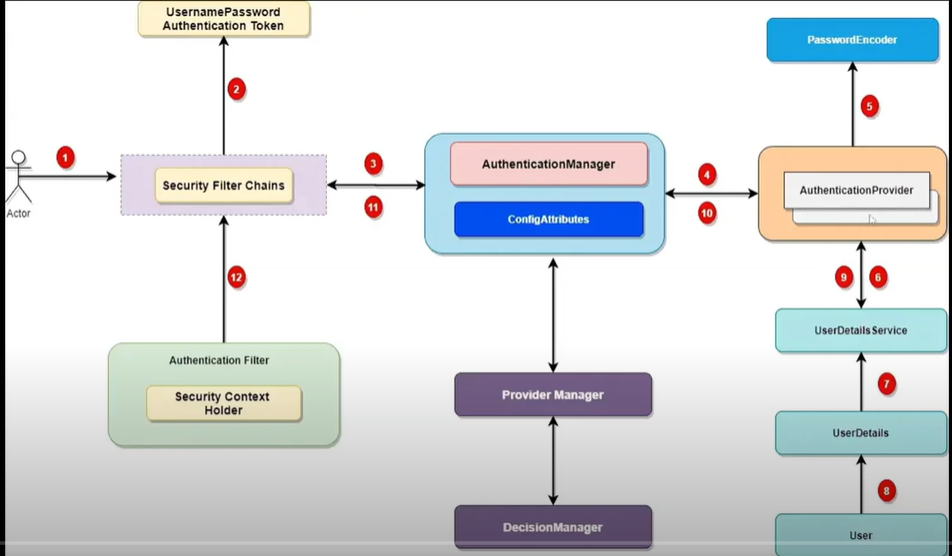 UsernamePassword
Authentication Token
PasswordEncoder
2
5
1
3
AuthenticationManager
4
Security Filter Chains
AuthenticationProvider
11
ConfigAttributes
10
Actor
12
9
6
UserDetailsService
Authentication Filter
Security Context
Holder
Provider Manager
7
UserDetails
8
DecisionManager
User